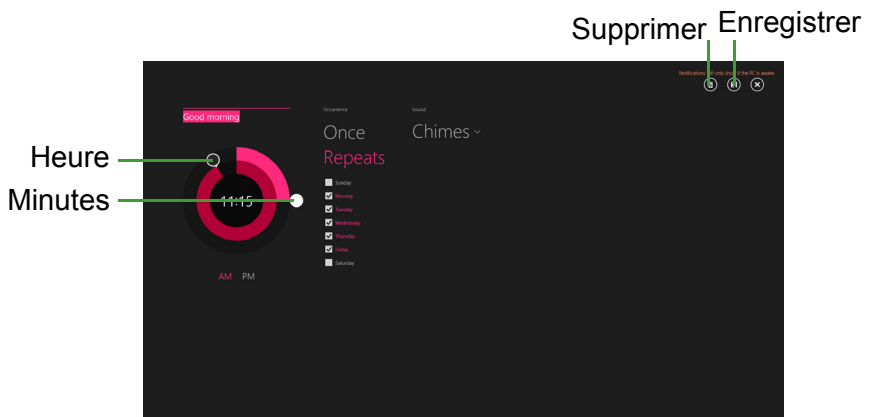 Supprimer Enregistrer
Notifications will only show if the PC is awake.
Good morning
Occurrence
Sound
Once
Chimes
Repeats
Heure
Minutes
11:15
Sunday
Monday
Tuesday
Wednesday
Thursday
Friday
Saturday
AM PM